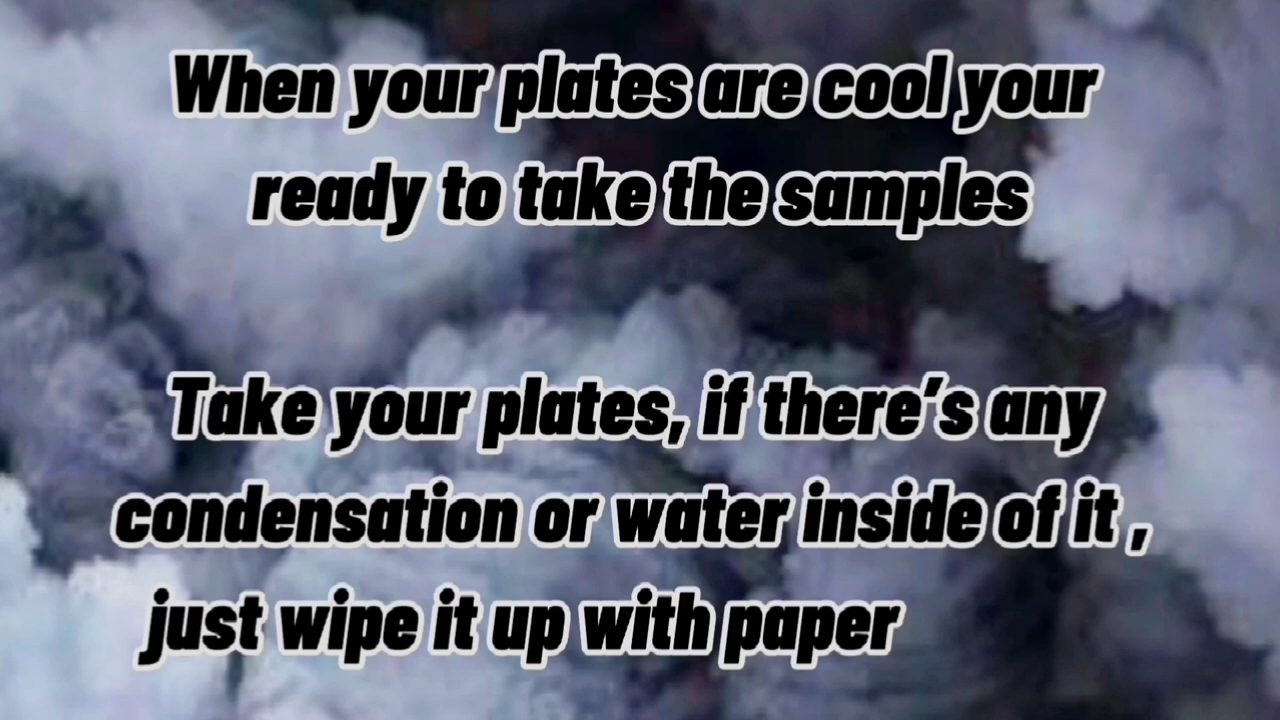 When your plates are cool your
ready to take the samples
Take your plates, if there's any
condensation or water inside of it ,
just wipe it up with paper